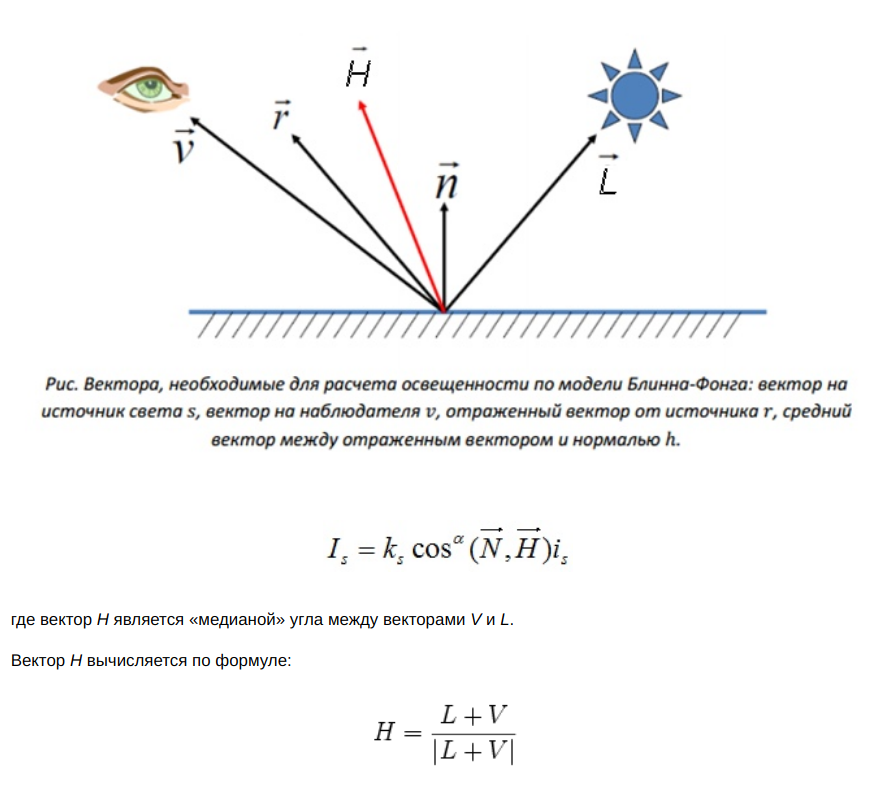 H⃗
r⃗
v⃗
n⃗
L⃗
Рис. Вектора, необходимые для расчета освещенности по модели Блинна-Фонга: вектор на
источник света s, вектор на наблюдателя v, отраженный вектор от источника r, средний
вектор между отраженным вектором и нормалью h.
I_s = k_s cos^α (N⃗, H⃗) i_s
где вектор H является «медианой» угла между векторами V и L.
Вектор H вычисляется по формуле:
H = (L + V) / |L + V|